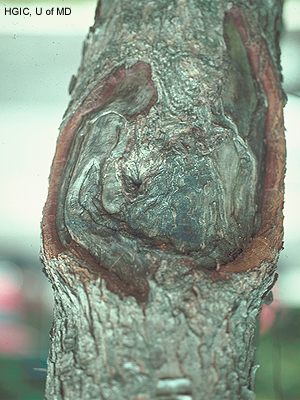 HGIC, U of MD